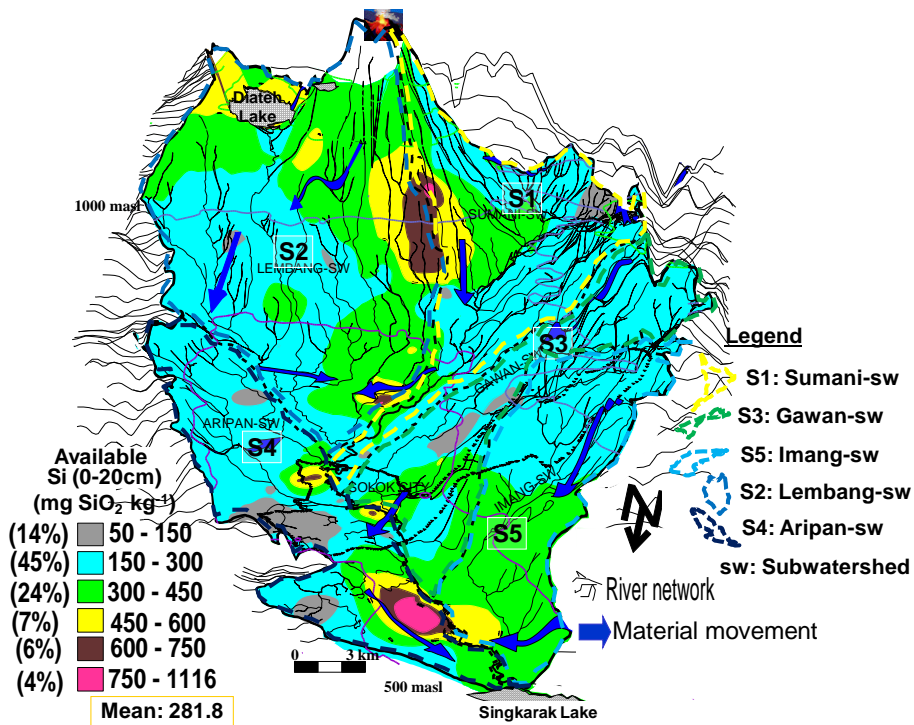 Diateh
Lake
1000 masl
S1
SUMANI-SW
S2
LEMBANG-SW
S3
GAWAN-SW
ARIPAN-SW
S4
SOLOK CITY
IMANG-SW
S5
Legend
S1: Sumani-sw
S3: Gawan-sw
S5: Imang-sw
S2: Lembang-sw
S4: Aripan-sw
sw: Subwatershed
N
River network
Material movement
Available
Si (0-20cm)
(mg SiO₂ kg⁻¹)
(14%) 50 - 150
(45%) 150 - 300
(24%) 300 - 450
(7%) 450 - 600
(6%) 600 - 750
(4%) 750 - 1116
Mean: 281.8
0 3 km
500 masl
Singkarak Lake